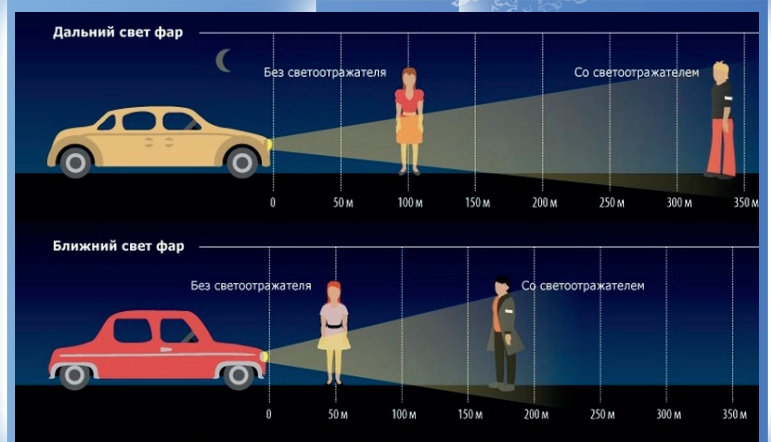 Дальний свет фар
Без светоотражателя
Со светоотражателем
0 50 м 100 м 150 м 200 м 250 м 300 м 350 м
Ближний свет фар
Без светоотражателя
Со светоотражателем
0 50 м 100 м 150 м 200 м 250 м 300 м 350 м